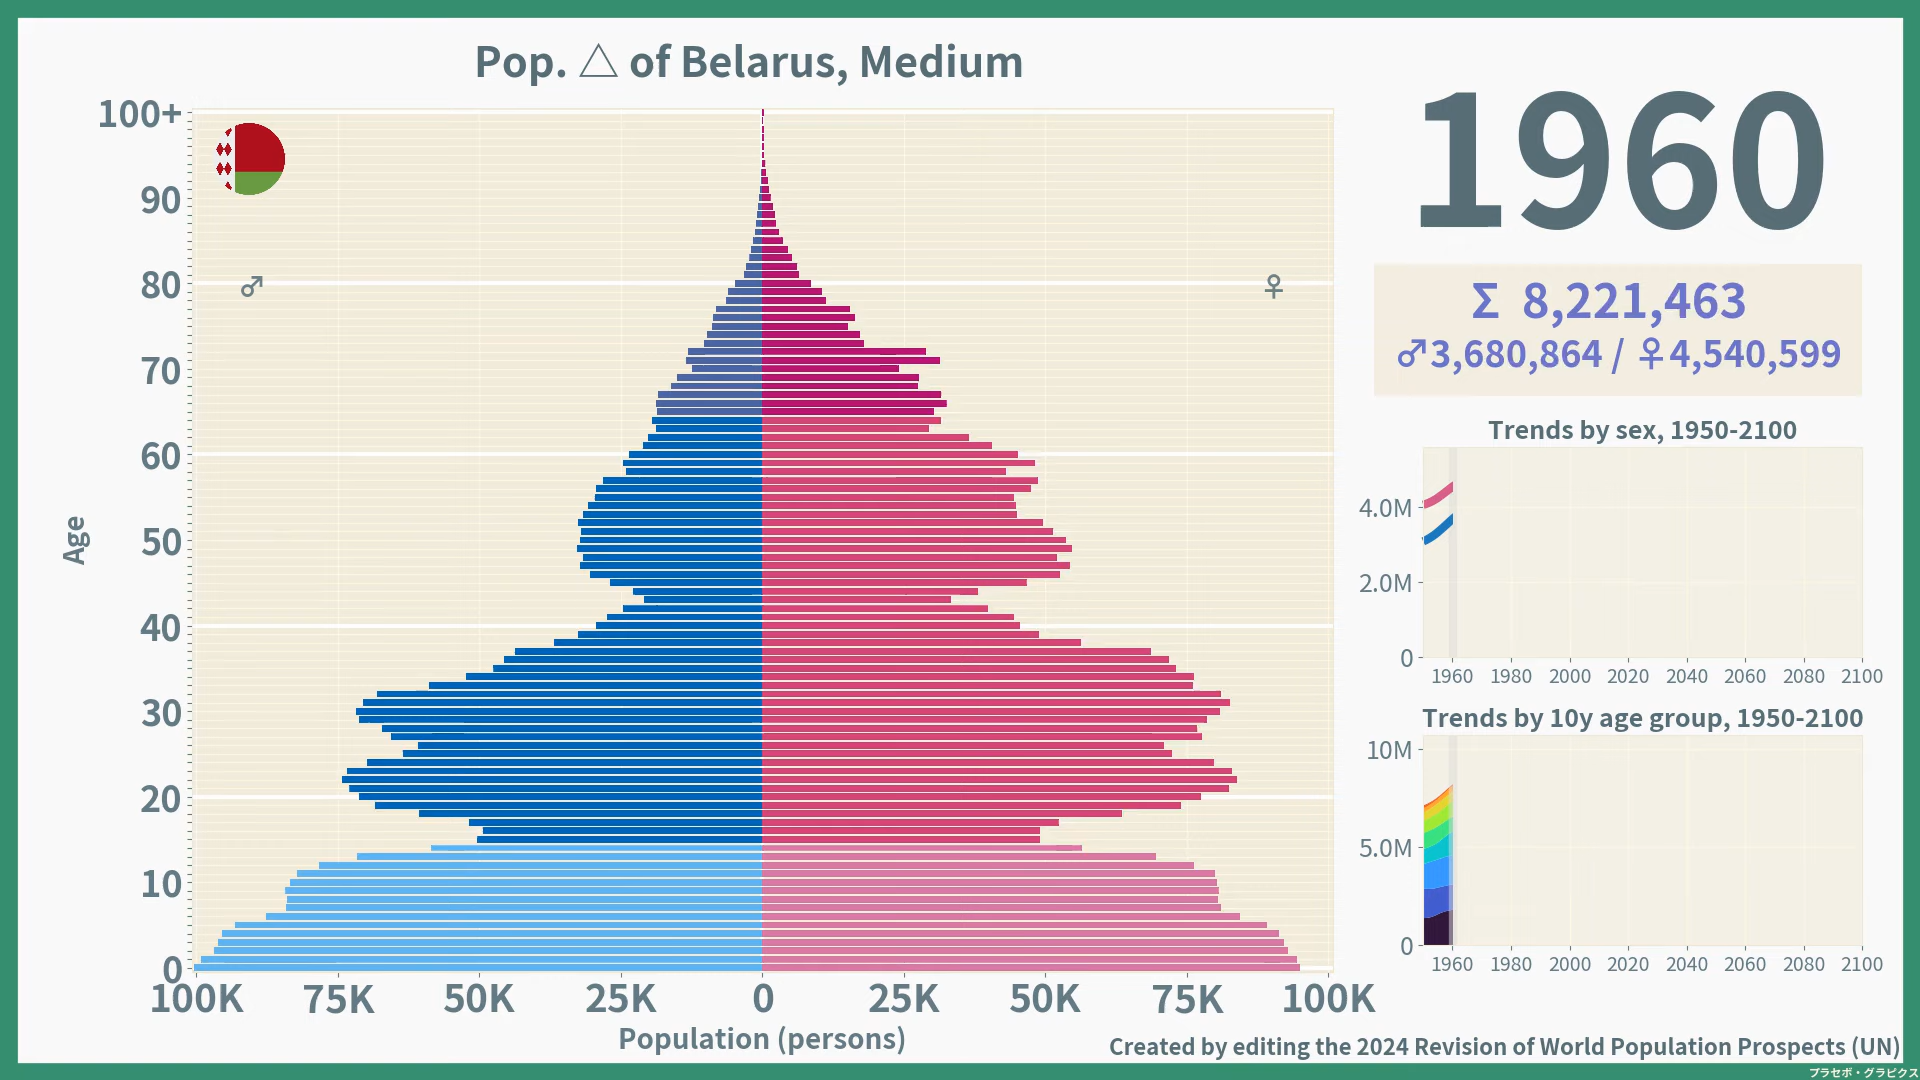 Pop. △ of Belarus, Medium
1960
Σ 8,221,463
♂3,680,864 / ♀4,540,599
100+
90
80
70
60
50
40
30
20
10
0
Age
♂
♀
100K 75K 50K 25K 0 25K 50K 75K 100K
Population (persons)
Trends by sex, 1950-2100
4.0M
2.0M
0
1960 1980 2000 2020 2040 2060 2080 2100
Trends by 10y age group, 1950-2100
10M
5.0M
0
1960 1980 2000 2020 2040 2060 2080 2100
Created by editing the 2024 Revision of World Population Prospects (UN)
プラセボ・グラピクス